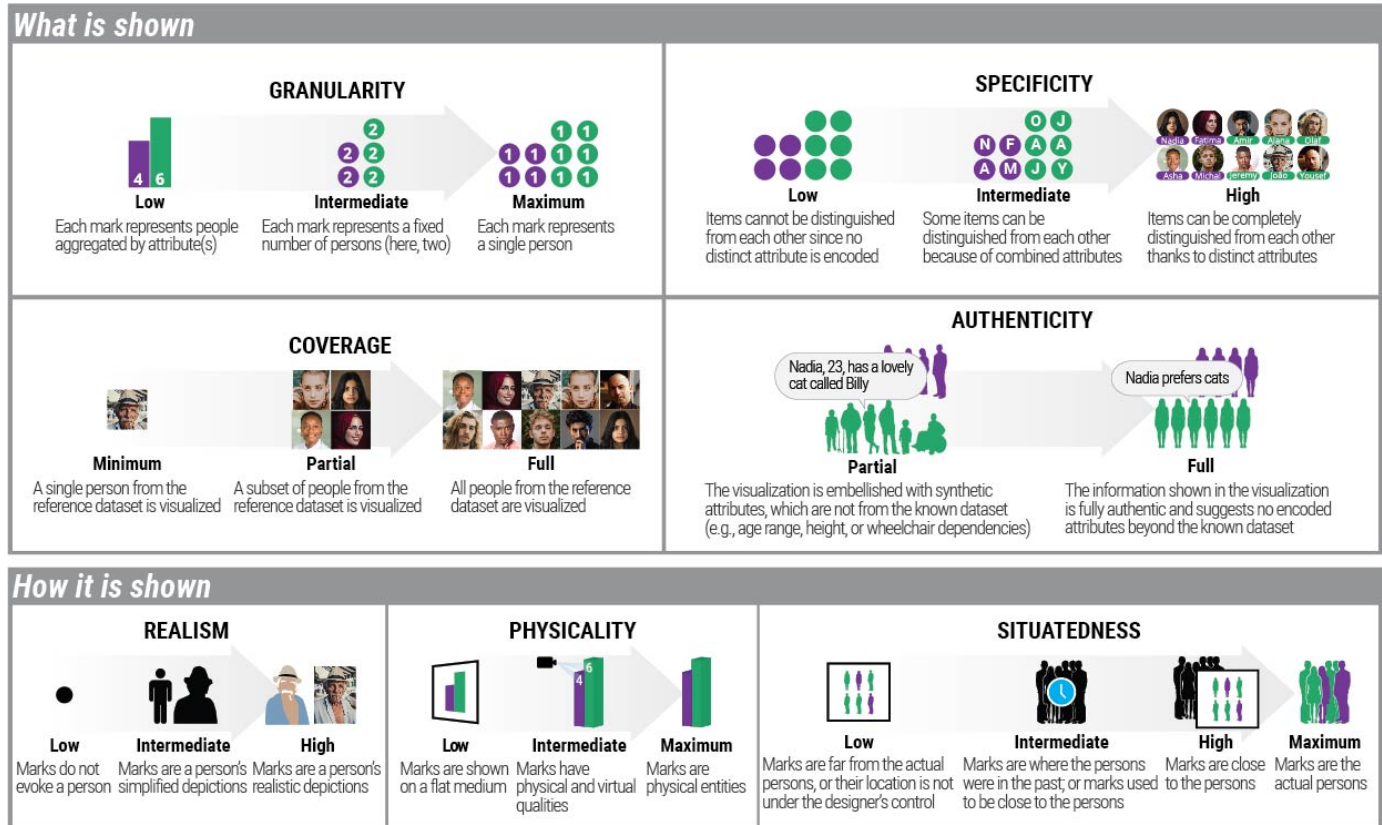 What is shown
GRANULARITY
4 6
2
2 2
2 2
1 1
1 1 1 1
1 1 1 1
Low
Each mark represents people
aggregated by attribute(s)
Intermediate
Each mark represents a fixed
number of persons (here, two)
Maximum
Each mark represents
a single person
SPECIFICITY
O J
N F A A
A M J Y
Nadia Fatima Amir Ajana Olaf
Asha Michal Jeremy João Yousef
Low
Items cannot be distinguished
from each other since no
distinct attribute is encoded
Intermediate
Some items can be
distinguished from each other
because of combined attributes
High
Items can be completely
distinguished from each other
thanks to distinct attributes
COVERAGE
Minimum
A single person from the
reference dataset is visualized
Partial
A subset of people from the
reference dataset is visualized
Full
All people from the reference
dataset are visualized
AUTHENTICITY
Nadia, 23, has a lovely
cat called Billy
Partial
The visualization is embellished with synthetic
attributes, which are not from the known dataset
(e.g., age range, height, or wheelchair dependencies)
Nadia prefers cats
Full
The information shown in the visualization
is fully authentic and suggests no encoded
attributes beyond the known dataset
How it is shown
REALISM
Low
Marks do not
evoke a person
Intermediate
Marks are a person's
simplified depictions
High
Marks are a person's
realistic depictions
PHYSICALITY
4 6
Low
Marks are shown
on a flat medium
Intermediate
Marks have
physical and virtual
qualities
Maximum
Marks are
physical entities
SITUATEDNESS
Low
Marks are far from the actual
persons, or their location is not
under the designer's control
Intermediate
Marks are where the persons
were in the past; or marks used
to be close to the persons
High
Marks are close
to the persons
Maximum
Marks are the
actual persons